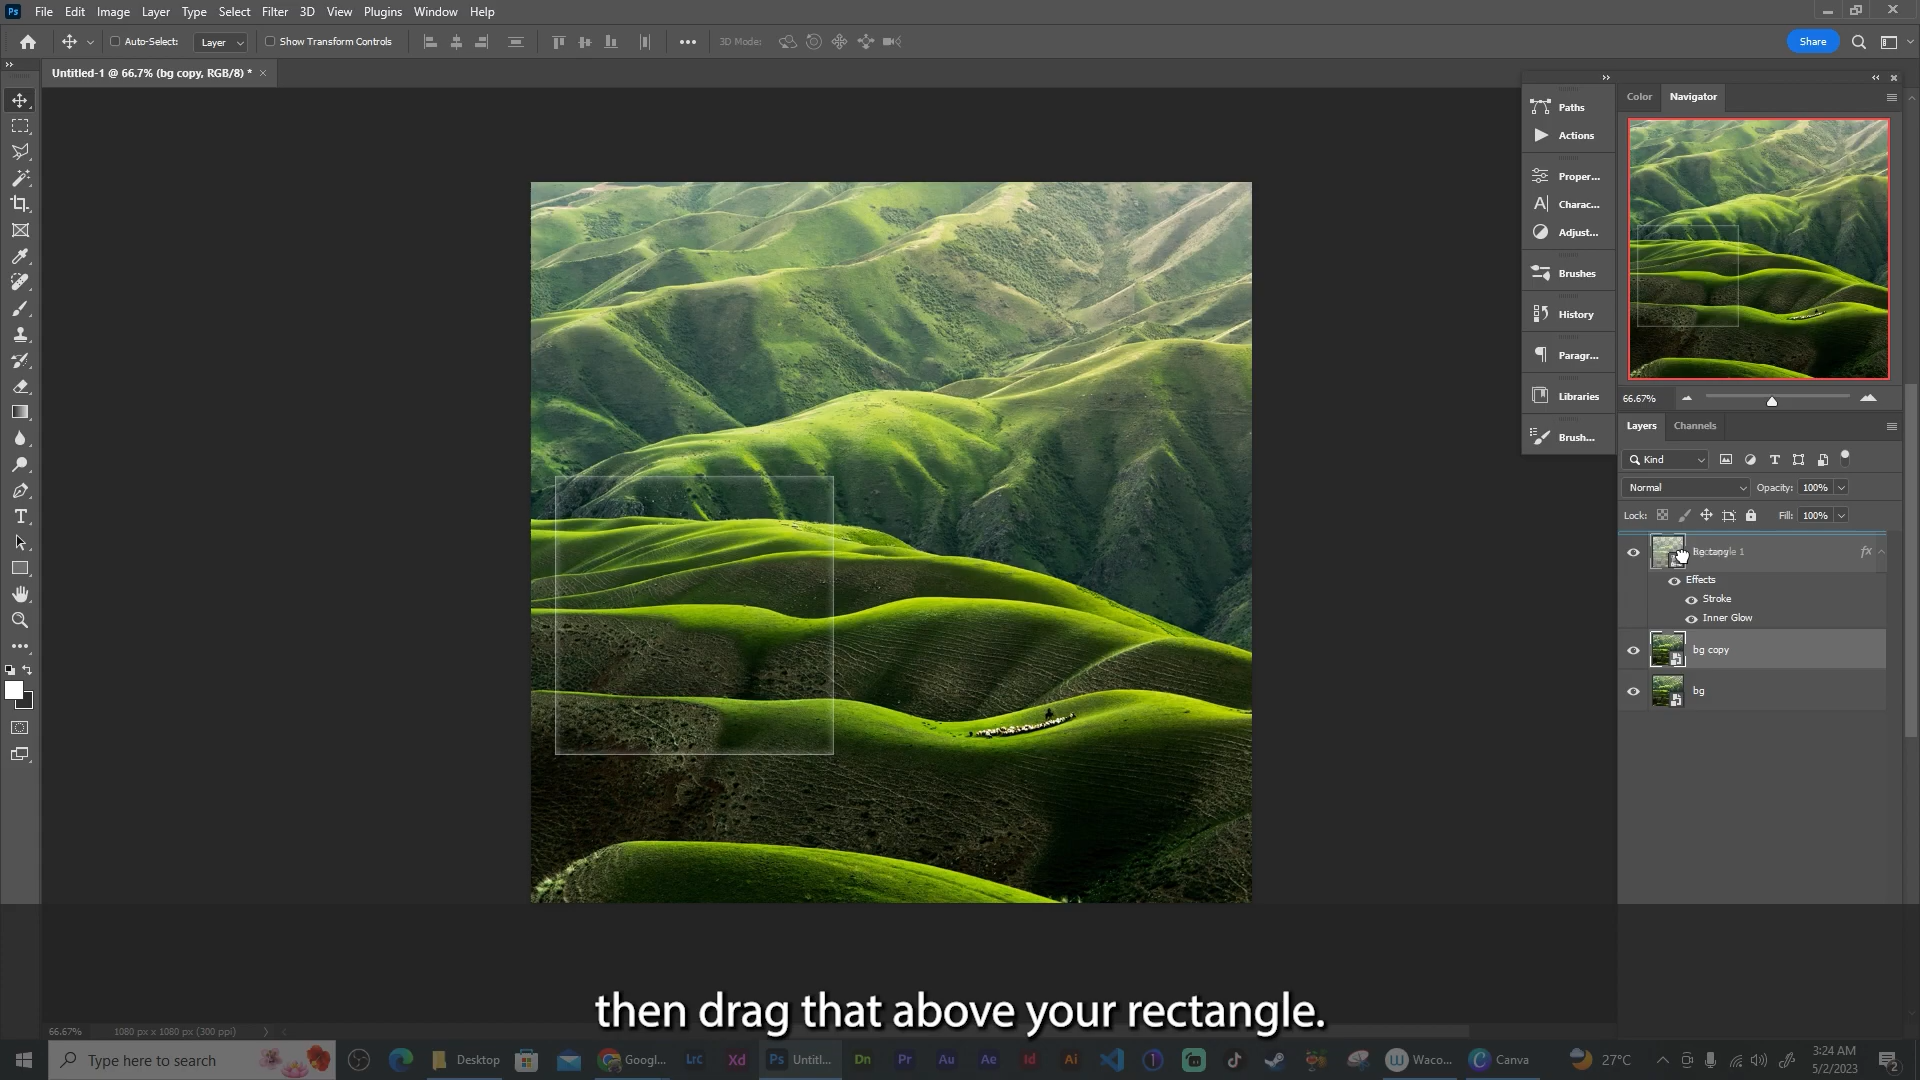 Ps File Edit Image Layer Type Select Filter 3D View Plugins Window Help
Auto-Select: Layer Show Transform Controls 3D Mode: Share
Untitled-1 @ 66.7% (bg copy, RGB/8) *
Paths
Actions
Proper...
Charac...
Adjust...
Brushes
History
Paragr...
Libraries
Brush...
Color Navigator
66.67%
Layers Channels
Kind
Normal Opacity: 100%
Lock: Fill: 100%
Rectangle 1 fx
bg copy
Effects
Stroke
Inner Glow
bg copy
bg
then drag that above your rectangle.
66.67% 1080 px x 1080 px (300 ppi)
Type here to search Desktop Googl... Lrc Xd Ps Untitl... Dn Pr Au Ae Id Ai W Waco... C Canva 27°C 3:24 AM
5/2/2023 2